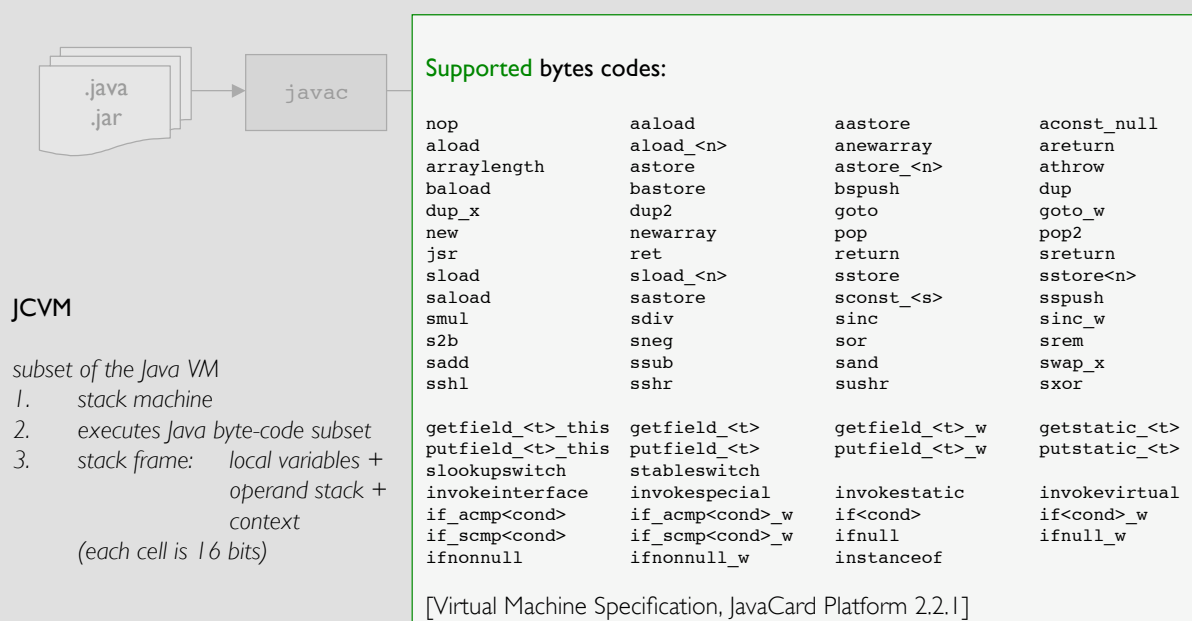 .java
.jar
javac
JCVM
subset of the Java VM
1. stack machine
2. executes Java byte-code subset
3. stack frame: local variables +
operand stack +
context
(each cell is 16 bits)
Supported bytes codes:
nop aaload aastore aconst_null
aload aload_<n> anewarray areturn
arraylength astore astore_<n> athrow
baload bastore bspush dup
dup_x dup2 goto goto_w
new newarray pop pop2
jsr ret return sreturn
sload sload_<n> sstore sstore<n>
saload sastore sconst_<s> sspush
smul sdiv sinc sinc_w
s2b sneg sor srem
sadd ssub sand swap_x
sshl sshr sushr sxor
getfield_<t>_this getfield_<t> getfield_<t>_w getstatic_<t>
putfield_<t>_this putfield_<t> putfield_<t>_w putstatic_<t>
slookupswitch stableswitch
invokeinterface invokespecial invokestatic invokevirtual
if_acmp<cond> if_acmp<cond>_w if<cond> if<cond>_w
if_scmp<cond> if_scmp<cond>_w ifnull ifnull_w
ifnonnull ifnonnull_w instanceof
[Virtual Machine Specification, JavaCard Platform 2.2.1]